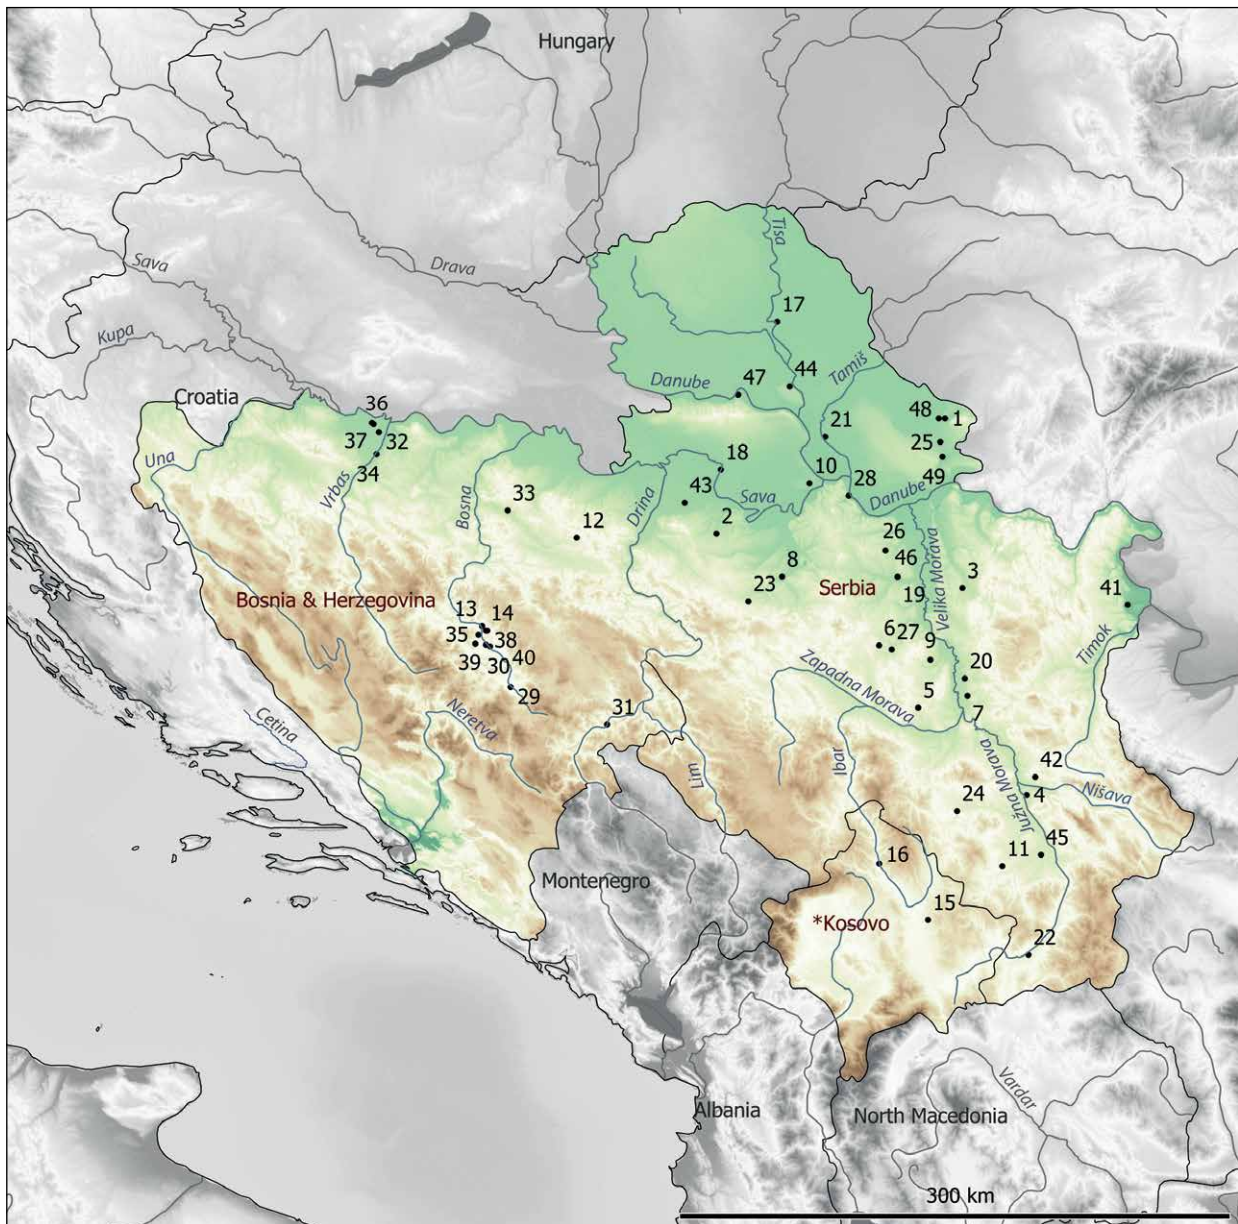 Hungary
Tisa
Sava
Drava
17
Kupa
Tamiš
44
Danube
47
Croatia
36
48
1
21
37
32
25
Una
18
34
10
49
Vrbas
28
Danube
Bosna
33
43
Sava
Drina
12
2
26
8
46
3
Bosnia & Herzegovina
23
Serbia
19
Velika Morava
41
13
14
35
38
6
27
9
Timok
39
30
40
Zapadna Morava
20
29
5
Neretva
31
7
Cetina
Ibar
Lim
Južna Morava
42
24
4
Nišava
45
16
11
Montenegro
15
*Kosovo
22
Vardar
Albania
North Macedonia
300 km